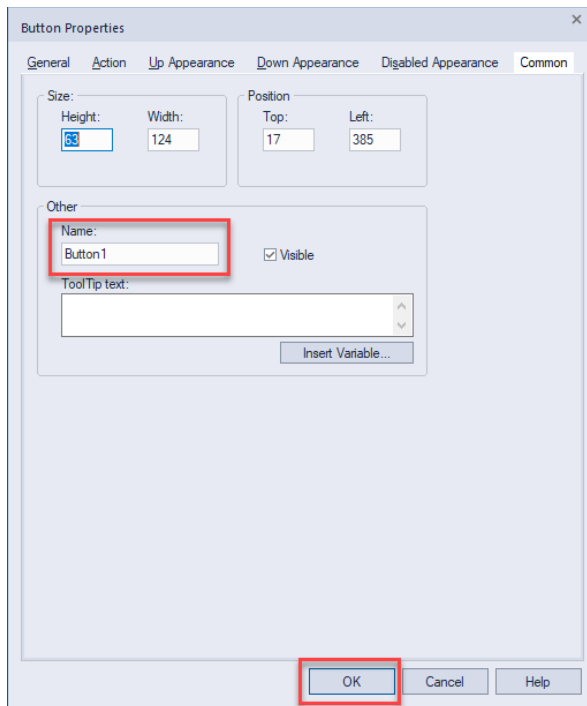 Button Properties
General Action Up Appearance Down Appearance Disabled Appearance Common
Size: Position
Height: Width: Top: Left:
63 124 17 385
Other
Name:
Button1 Visible
ToolTip text:
Insert Variable...
OK Cancel Help